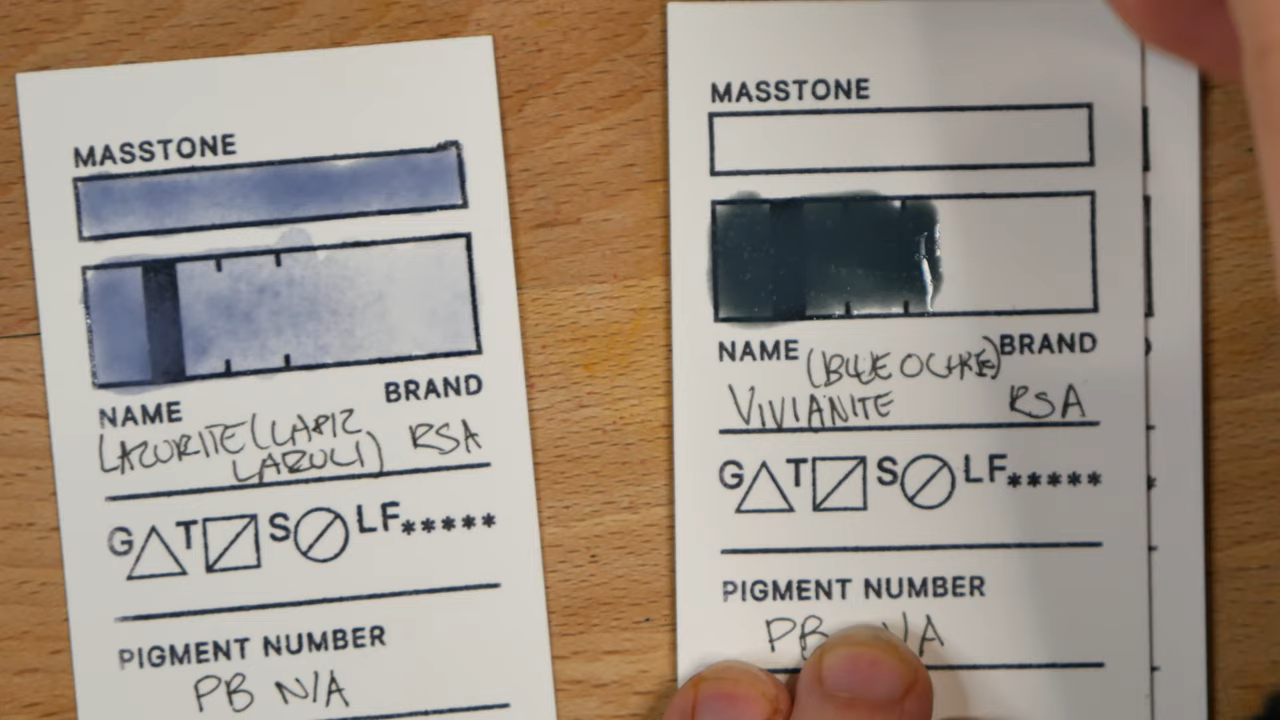 MASSTONE
NAME BRAND
LAZURITE (LAPIZ RSA
LAZULI)
G T S LF*****
PIGMENT NUMBER
PB N/A
MASSTONE
NAME (BLUE OCHRE) BRAND
VIVIANITE RSA
G T S LF*****
PIGMENT NUMBER
PB N/A